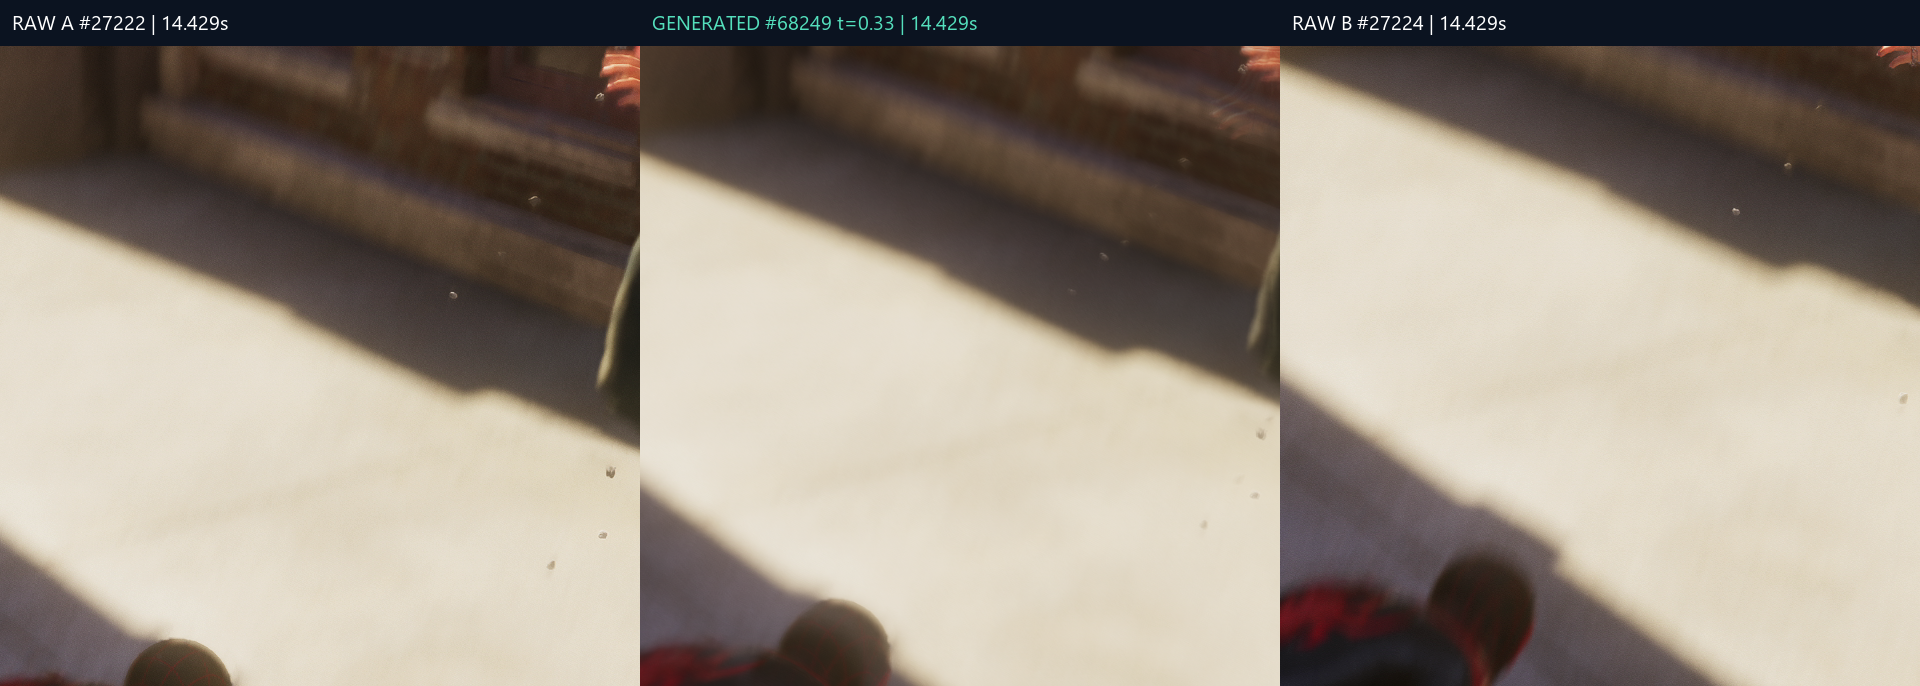 RAW A #27222 | 14.429s
GENERATED #68249 t=0.33 | 14.429s
RAW B #27224 | 14.429s